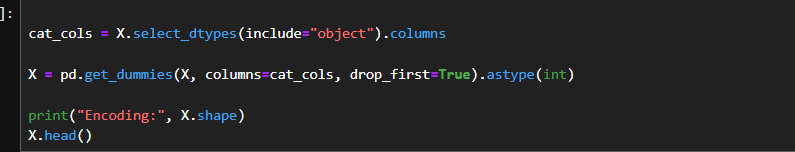 ]:
cat_cols = X.select_dtypes(include="object").columns
X = pd.get_dummies(X, columns=cat_cols, drop_first=True).astype(int)
print("Encoding:", X.shape)
X.head()